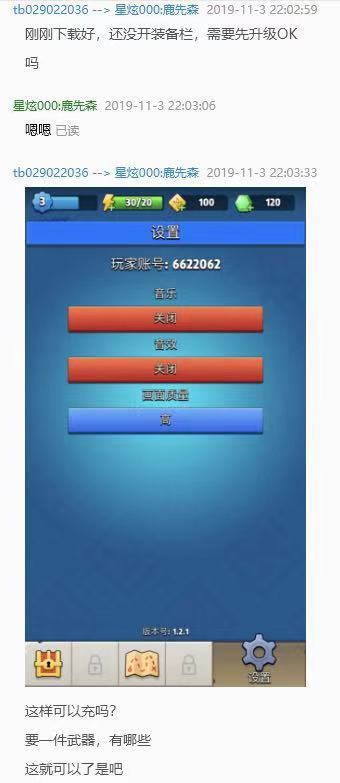 tb029022036 --> 星炫000:鹿先森 2019-11-3 22:02:59
刚刚下载好，还没开装备栏，需要先升级OK
吗
星炫000:鹿先森 2019-11-3 22:03:06
嗯嗯 已读
tb029022036 --> 星炫000:鹿先森 2019-11-3 22:03:33
3 30/20 100 120
设置
玩家账号: 6622062
音乐
关闭
音效
关闭
画面质量
高
版本号: 1.2.1
设置
这样可以充吗？
要一件武器，有哪些
这就可以了是吧